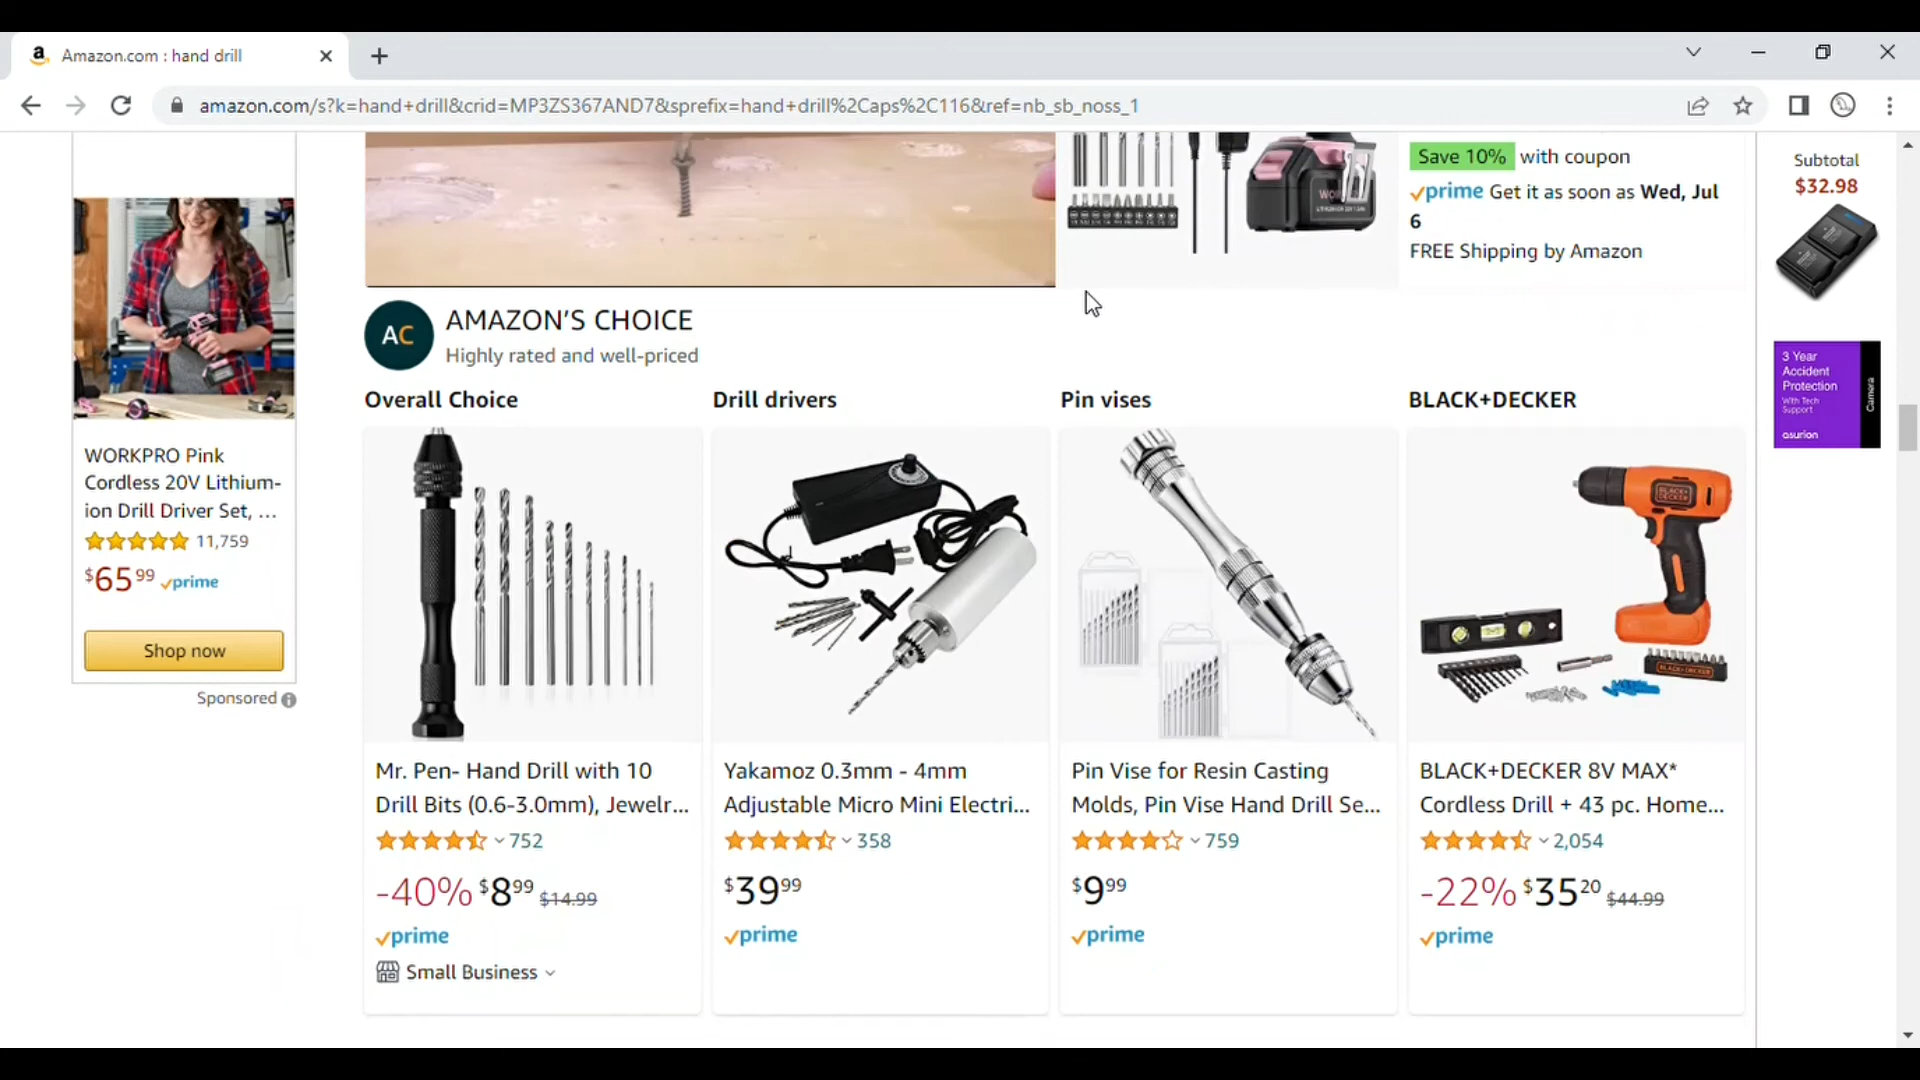 Amazon.com : hand drill
amazon.com/s?k=hand+drill&crid=MP3ZS367AND7&sprefix=hand+drill%2Caps%2C116&ref=nb_sb_noss_1
Save 10% with coupon
prime Get it as soon as Wed, Jul
6
FREE Shipping by Amazon
Subtotal
$32.98
3 Year
Accident
Protection
With Tech
Support
asurion
Camera
WORKPRO Pink
Cordless 20V Lithium-
ion Drill Driver Set, ...
11,759
$65.99 prime
Shop now
Sponsored
AC
AMAZON'S CHOICE
Highly rated and well-priced
Overall Choice
Mr. Pen- Hand Drill with 10
Drill Bits (0.6-3.0mm), Jewelr...
752
-40% $8.99 $14.99
prime
Small Business
Drill drivers
Yakamoz 0.3mm - 4mm
Adjustable Micro Mini Electri...
358
$39.99
prime
Pin vises
Pin Vise for Resin Casting
Molds, Pin Vise Hand Drill Se...
759
$9.99
prime
BLACK+DECKER
BLACK+DECKER 8V MAX*
Cordless Drill + 43 pc. Home...
2,054
-22% $35.20 $44.99
prime